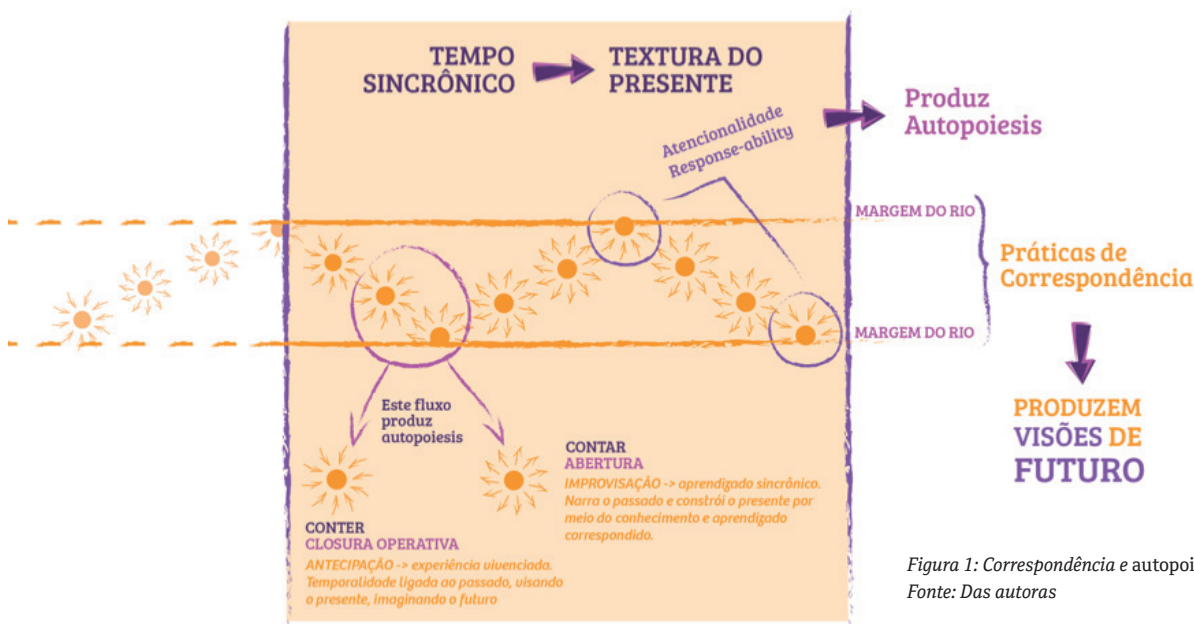 TEMPO
SINCRÔNICO
TEXTURA DO
PRESENTE
Produz
Autopoiesis
Atencionalidade
Response-ability
MARGEM DO RIO
Práticas de
Correspondência
MARGEM DO RIO
PRODUZEM
VISÕES DE
FUTURO
Este fluxo
produz
autopoiesis
CONTAR
ABERTURA
IMPROVISAÇÃO -> aprendizado sincrônico.
Narra o passado e constrói o presente por
meio do conhecimento e aprendizado
correspondido.
CONTER
CLOSURA OPERATIVA
ANTECIPAÇÃO -> experiência vivenciada.
Temporalidade ligada ao passado, visando
o presente, imaginando o futuro
Figura 1: Correspondência e autopoi
Fonte: Das autoras